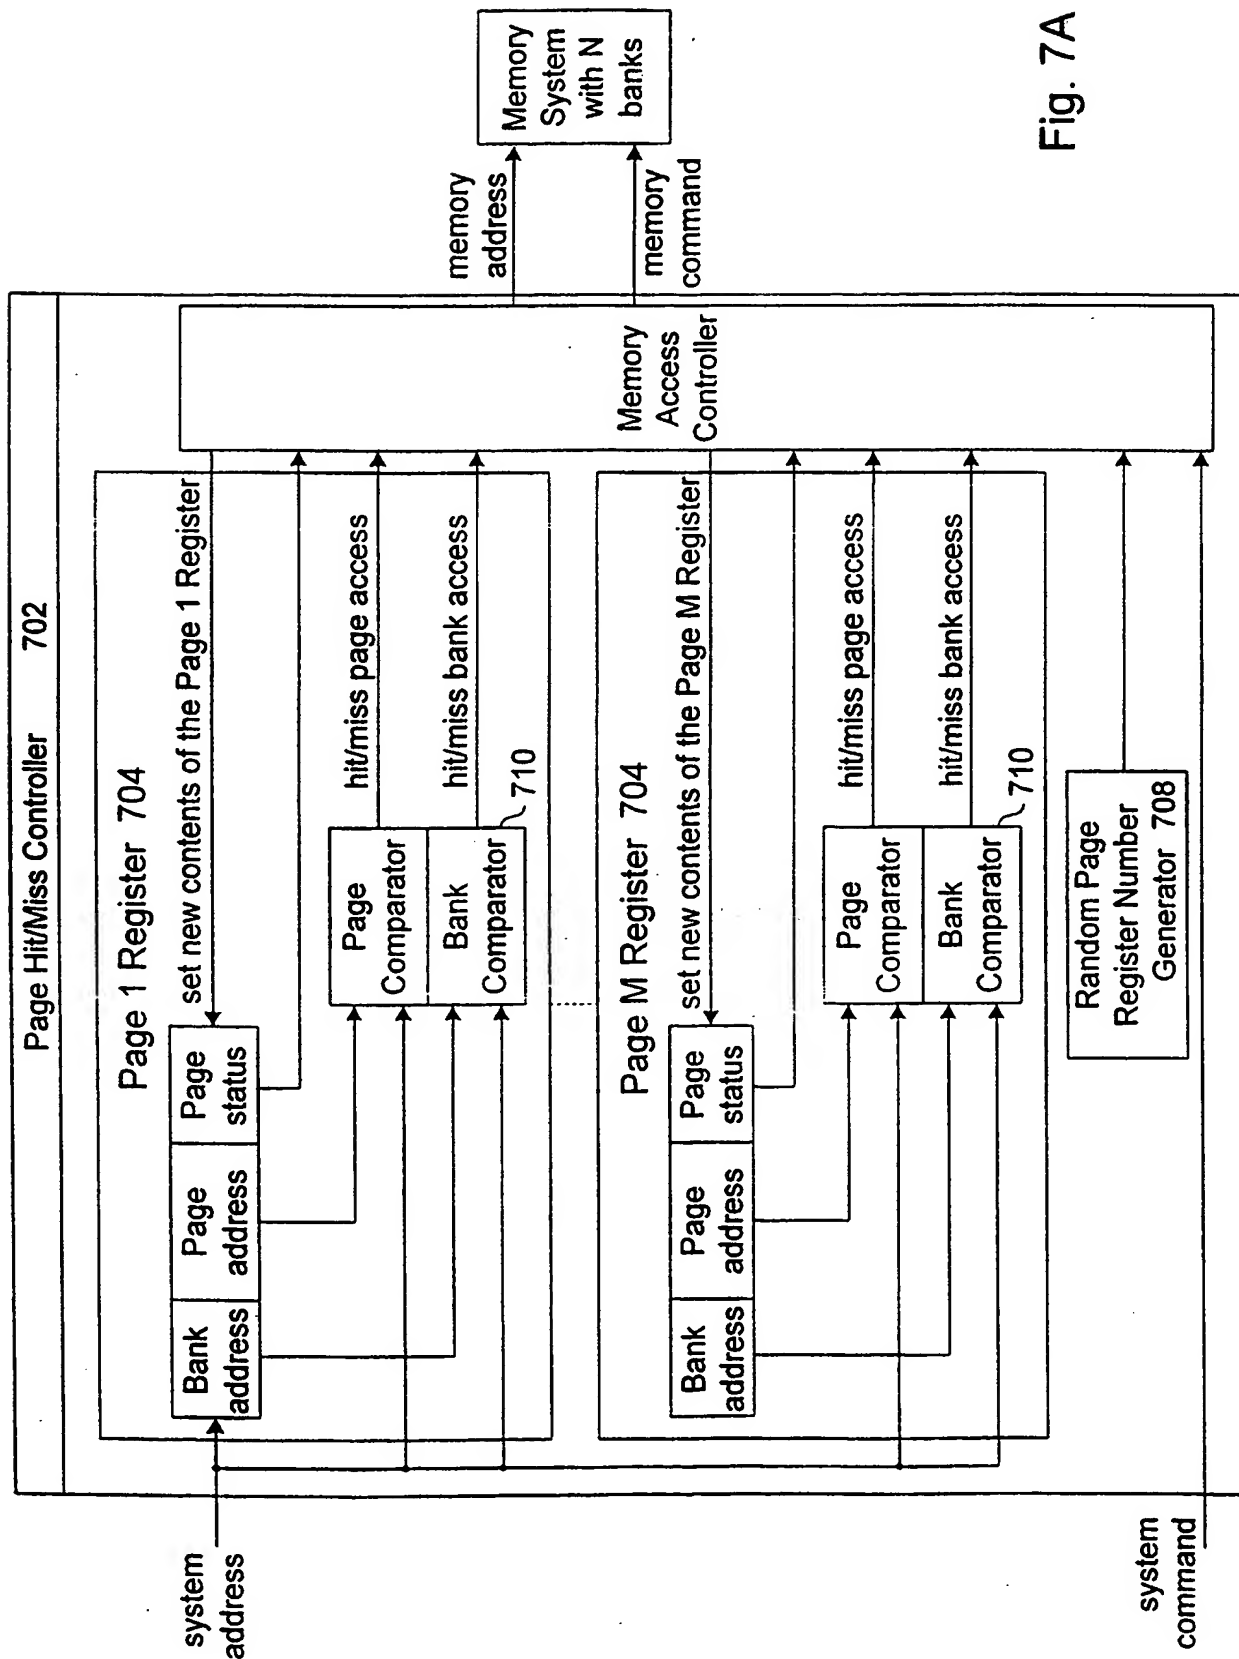 Page Hit/Miss Controller 702
Page 1 Register 704
set new contents of the Page 1 Register
Bank
address
Page
address
Page
status
Page
Comparator
Bank
Comparator
710
hit/miss page access
hit/miss bank access
Page M Register 704
set new contents of the Page M Register
Bank
address
Page
address
Page
status
Page
Comparator
Bank
Comparator
710
hit/miss page access
hit/miss bank access
Random Page
Register Number
Generator 708
system
address
system
command
Memory
Access
Controller
memory
address
memory
command
Memory
System
with N
banks
Fig. 7A